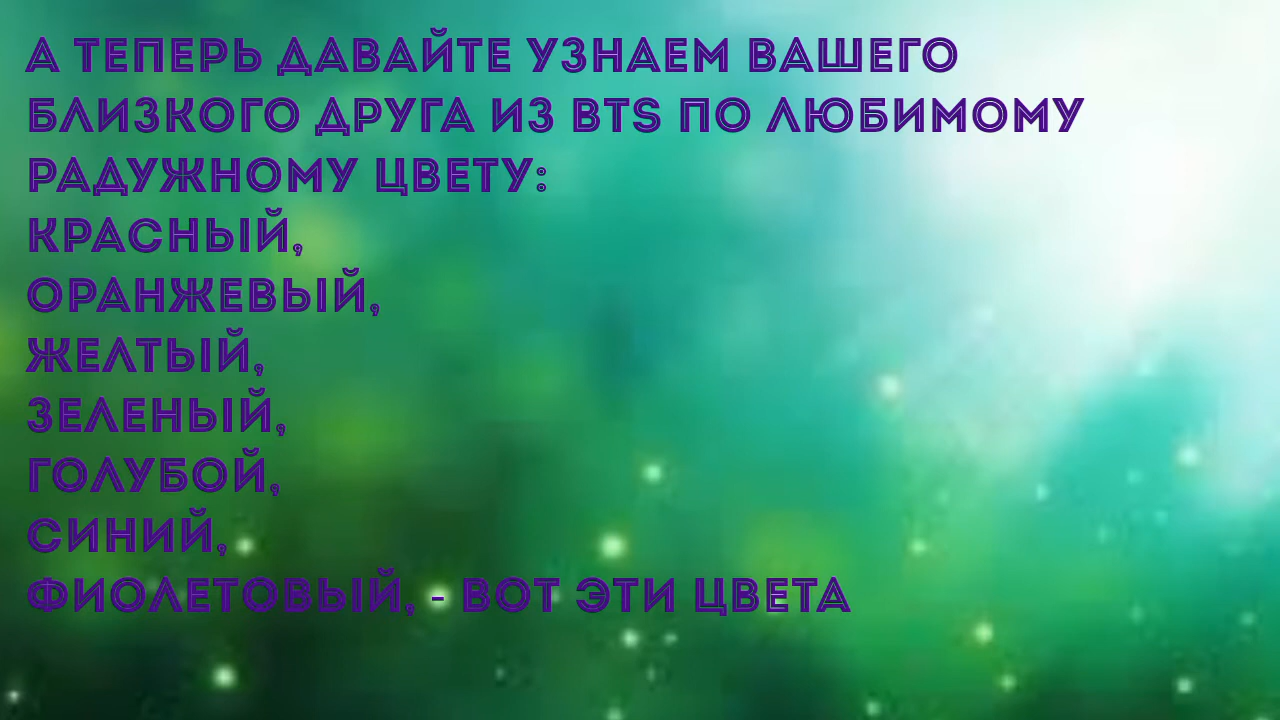 А ТЕПЕРЬ ДАВАЙТЕ УЗНАЕМ ВАШЕГО
БЛИЗКОГО ДРУГА ИЗ BTS ПО ЛЮБИМОМУ
РАДУЖНОМУ ЦВЕТУ:
КРАСНЫЙ,
ОРАНЖЕВЫЙ,
ЖЕЛТЫЙ,
ЗЕЛЕНЫЙ,
ГОЛУБОЙ,
СИНИЙ,
ФИОЛЕТОВЫЙ, - ВОТ ЭТИ ЦВЕТА